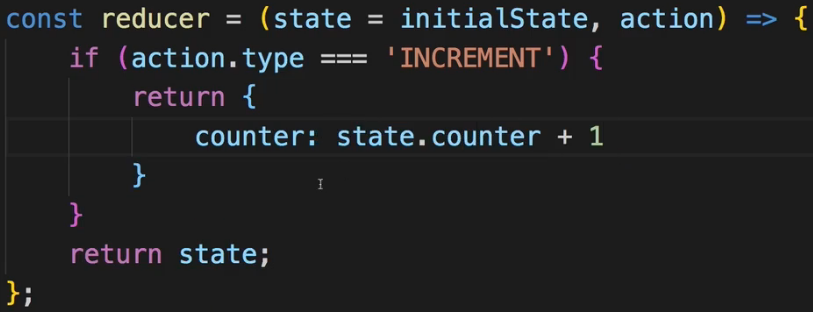 const reducer = (state = initialState, action) => {
    if (action.type === 'INCREMENT') {
        return {
            counter: state.counter + 1
        }
    }
    return state;
};